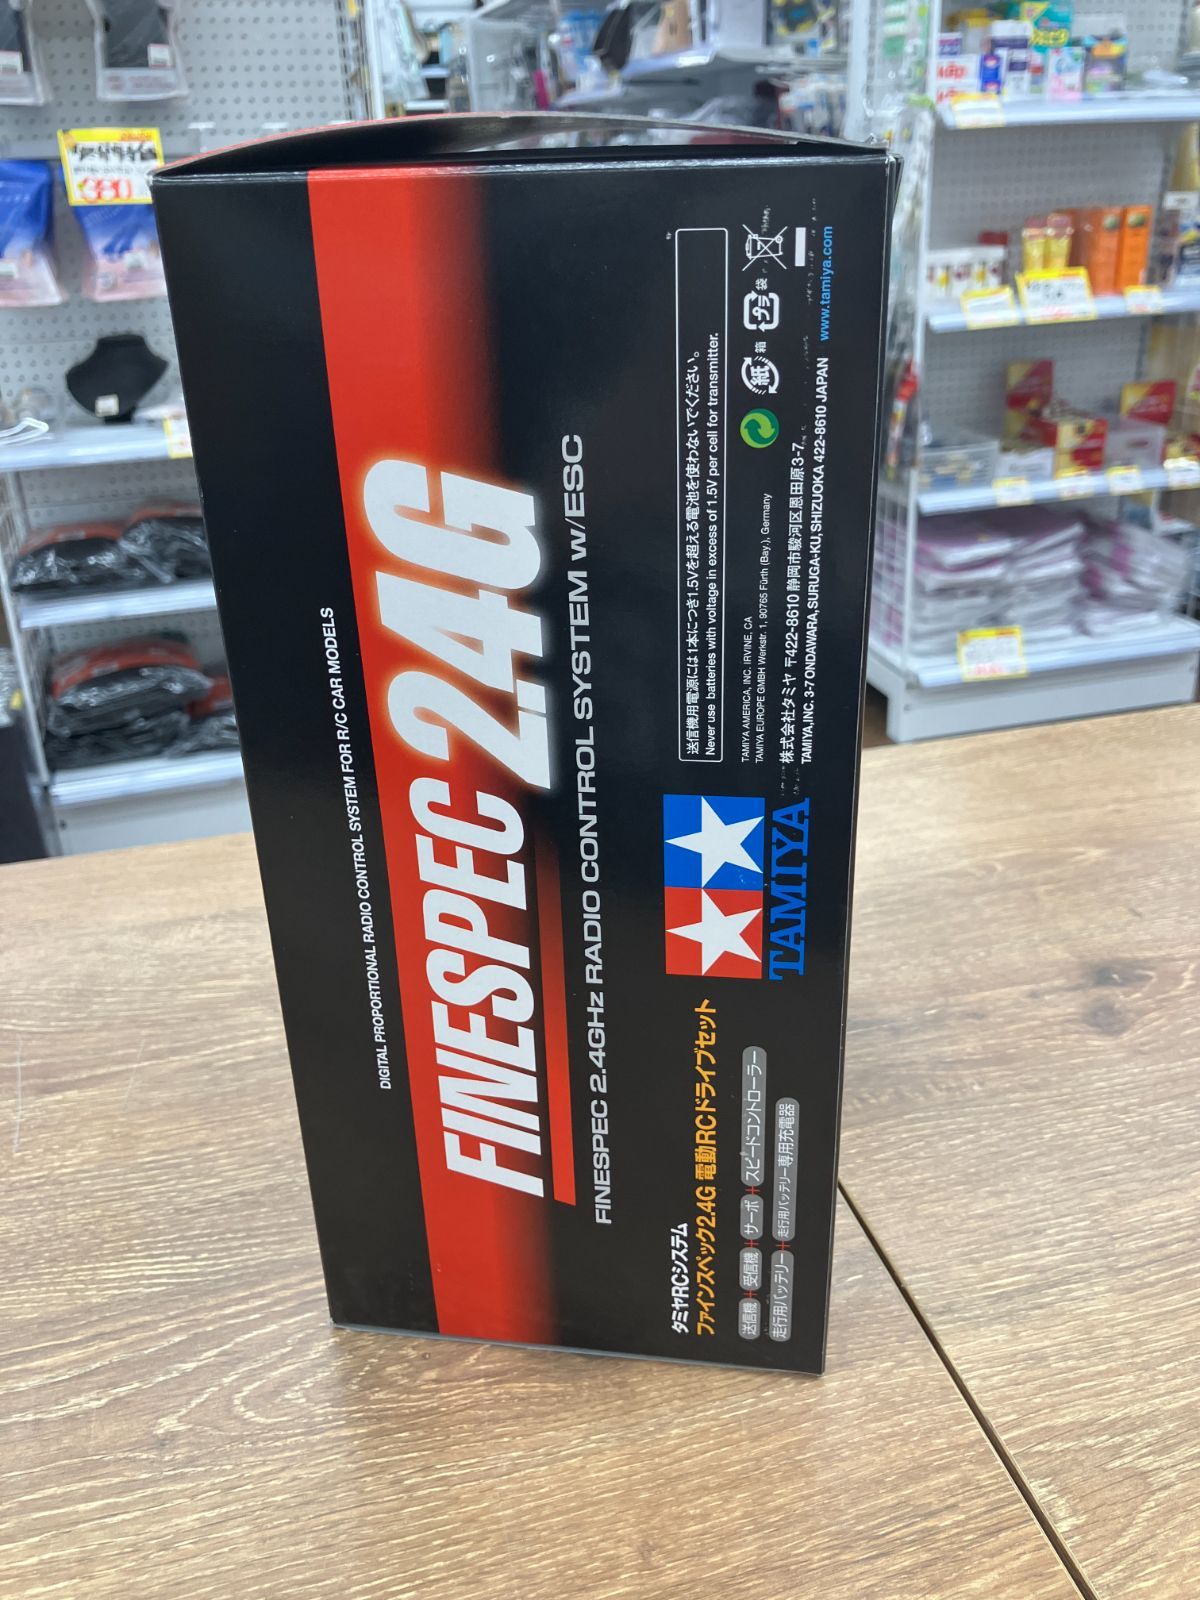 DIGITAL PROPORTIONAL RADIO CONTROL SYSTEM FOR R/C CAR MODELS
FINESPEC 2.4G
FINESPEC 2.4GHz RADIO CONTROL SYSTEM w/ESC
タミヤRCシステム
ファインスペック2.4G 電動RCドライブセット
送信機+受信機+サーボ+スピードコントローラー
走行用バッテリー+走行用バッテリー専用充電器
TAMIYA
送信機用電源には1本につき1.5Vを超える電池を使わないでください。
Never use batteries with voltage in excess of 1.5V per cell for transmitter.
TAMIYA AMERICA, INC. IRVINE, CA
TAMIYA EUROPE GMBH Werkstr. 1, 90765 Fürth (Bay.), Germany
紙 箱
プラ 袋
株式会社タミヤ 〒422-8610 静岡市駿河区恩田原3-7
TAMIYA,INC. 3-7 ONDAWARA, SURUGA-KU, SHIZUOKA 422-8610 JAPAN
www.tamiya.com
380